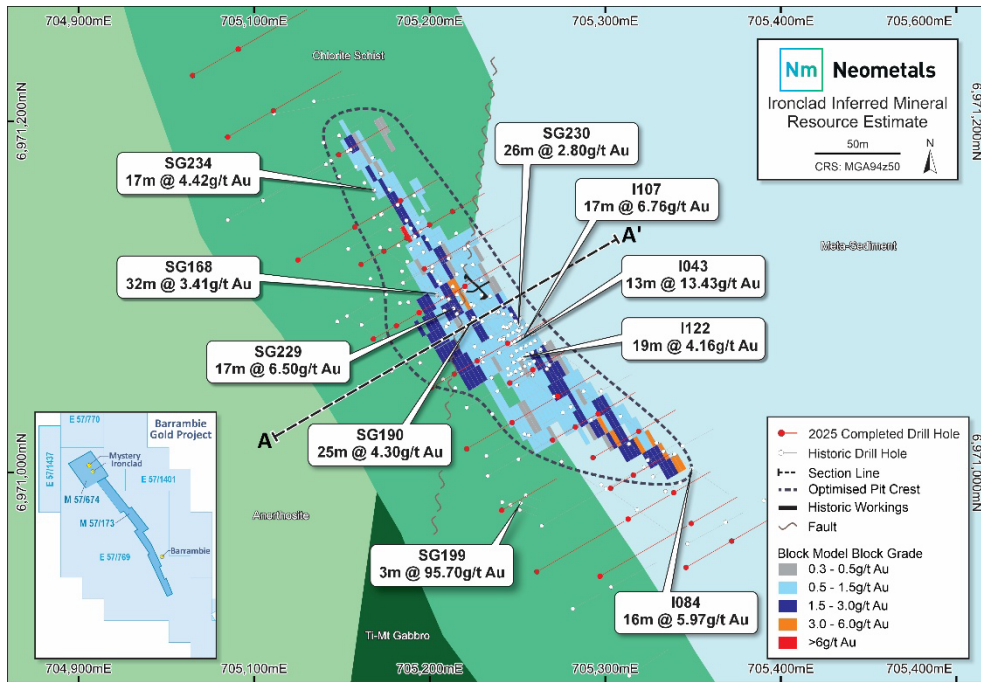 704,900mE
705,100mE
705,200mE
705,300mE
705,400mE
705,600mE
6,971,200mN
6,971,200mN
Chlorite Schist
Nm Neometals
Ironclad Inferred Mineral
Resource Estimate
50m
N
CRS: MGA94z50
SG230
26m @ 2.80g/t Au
SG234
17m @ 4.42g/t Au
I107
17m @ 6.76g/t Au
A'
Meta-Sediment
SG168
32m @ 3.41g/t Au
I043
13m @ 13.43g/t Au
I122
19m @ 4.16g/t Au
SG229
17m @ 6.50g/t Au
A
SG190
25m @ 4.30g/t Au
6,971,000mN
6,971,000mN
Anorthosite
SG199
3m @ 95.70g/t Au
I084
16m @ 5.97g/t Au
Ti-Mt Gabbro
E 57/770
Barrambie
Gold Project
E 57/1437
Mystery
Ironclad
E 57/1401
M 57/674
M 57/173
E 57/769
Barrambie
2025 Completed Drill Hole
Historic Drill Hole
Section Line
Optimised Pit Crest
Historic Workings
Fault
Block Model Block Grade
0.3 - 0.5g/t Au
0.5 - 1.5g/t Au
1.5 - 3.0g/t Au
3.0 - 6.0g/t Au
>6g/t Au
704,900mE
705,100mE
705,200mE
705,300mE
705,400mE
705,600mE